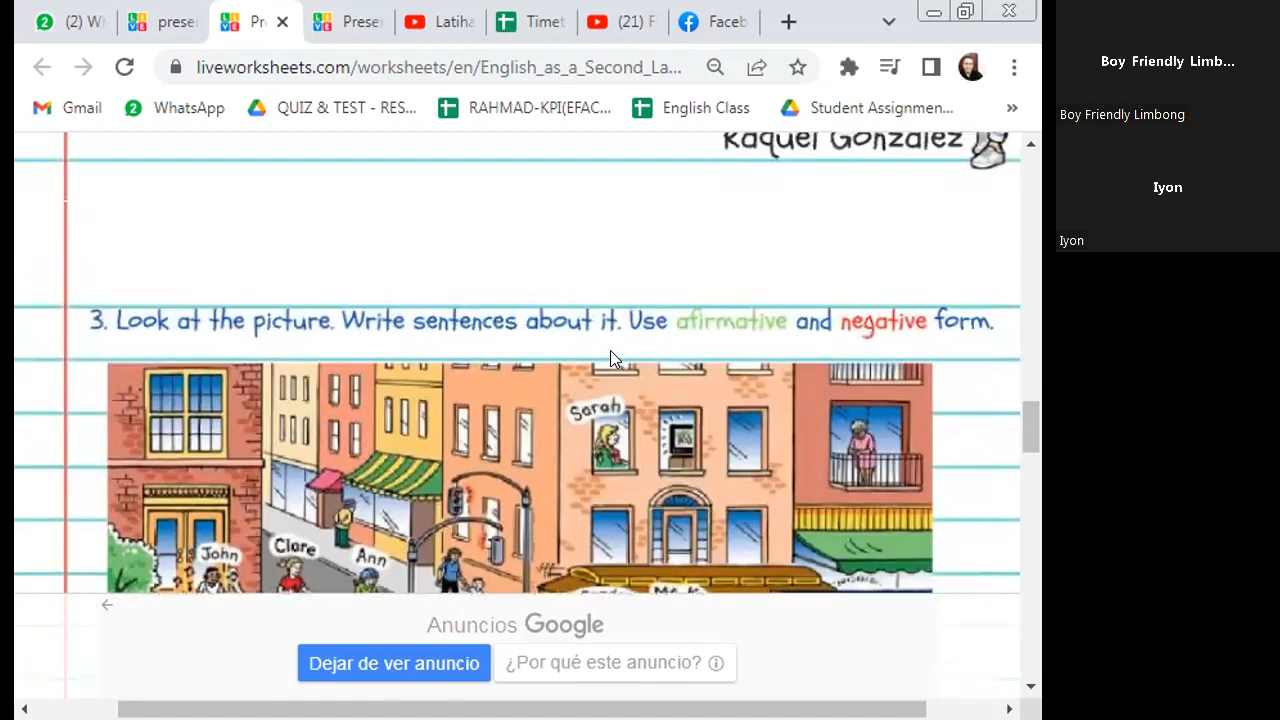 (2) W
prese
Pr
Prese
Latiha
Timet
(21) F
Faceb
liveworksheets.com/worksheets/en/English_as_a_Second_La...
Gmail
WhatsApp
QUIZ & TEST - RES...
RAHMAD-KPI(EFAC...
English Class
Student Assignmen...
»
Raquel González
3. Look at the picture. Write sentences about it. Use afirmative and negative form.
Sarah
John
Clare
Ann
Anuncios Google
Dejar de ver anuncio
¿Por qué este anuncio?
Boy Friendly Limb...
Boy Friendly Limbong
Iyon
Iyon